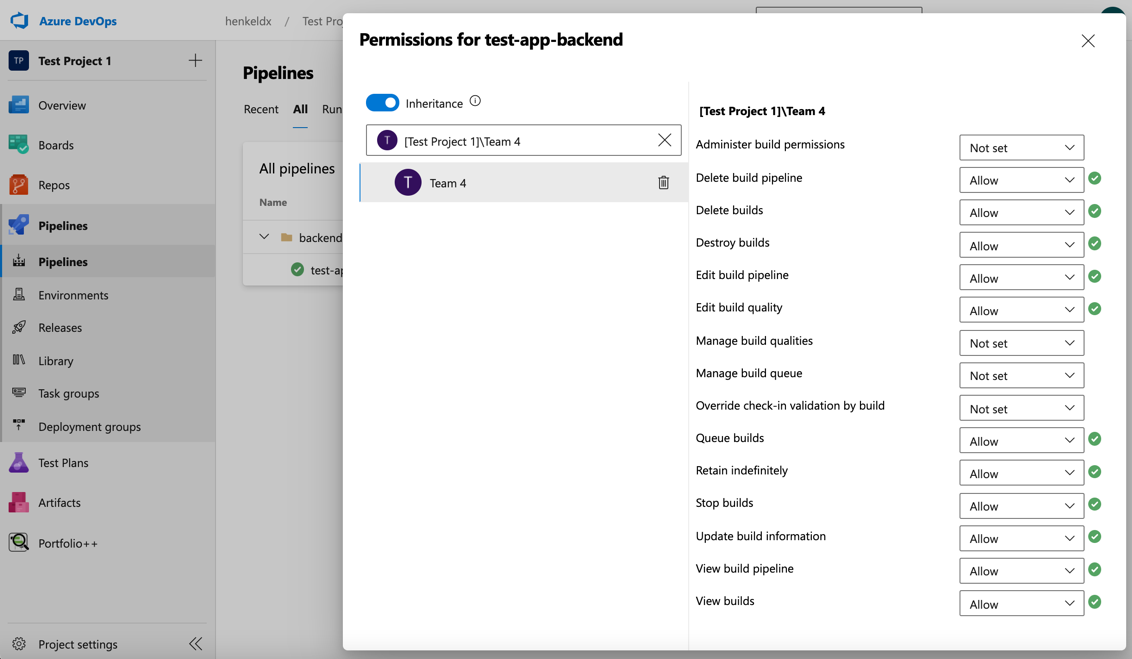 Azure DevOps
henkeldx / Test Pro
TP Test Project 1
Overview
Boards
Repos
Pipelines
Pipelines
Environments
Releases
Library
Task groups
Deployment groups
Test Plans
Artifacts
Portfolio++
Project settings
Pipelines
Recent All Run
All pipelines
Name
backend
test-ap
Permissions for test-app-backend
Inheritance
T [Test Project 1]\Team 4
T Team 4
[Test Project 1]\Team 4
Administer build permissions Not set
Delete build pipeline Allow
Delete builds Allow
Destroy builds Allow
Edit build pipeline Allow
Edit build quality Allow
Manage build qualities Not set
Manage build queue Not set
Override check-in validation by build Not set
Queue builds Allow
Retain indefinitely Allow
Stop builds Allow
Update build information Allow
View build pipeline Allow
View builds Allow